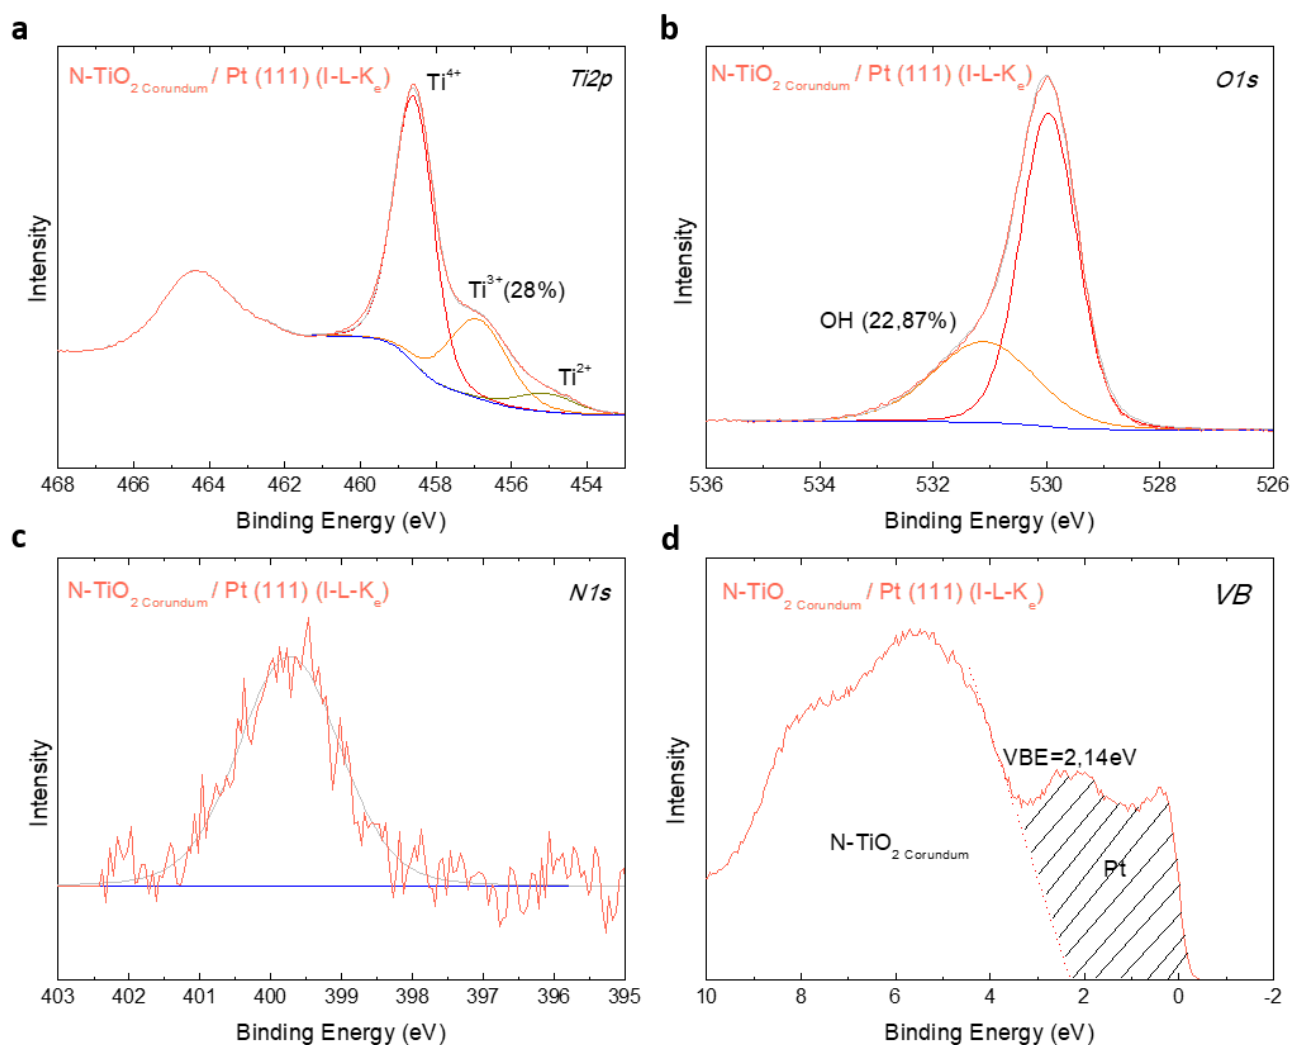 a
N-TiO2 Corundum / Pt (111) (I-L-Ke)
Ti2p
Ti4+
Ti3+(28%)
Ti2+
Intensity
468 466 464 462 460 458 456 454
Binding Energy (eV)
b
N-TiO2 Corundum / Pt (111) (I-L-Ke)
O1s
OH (22,87%)
Intensity
536 534 532 530 528 526
Binding Energy (eV)
c
N-TiO2 Corundum / Pt (111) (I-L-Ke)
N1s
Intensity
403 402 401 400 399 398 397 396 395
Binding Energy (eV)
d
N-TiO2 Corundum / Pt (111) (I-L-Ke)
VB
VBE=2,14eV
N-TiO2 Corundum
Pt
Intensity
10 8 6 4 2 0 -2
Binding Energy (eV)